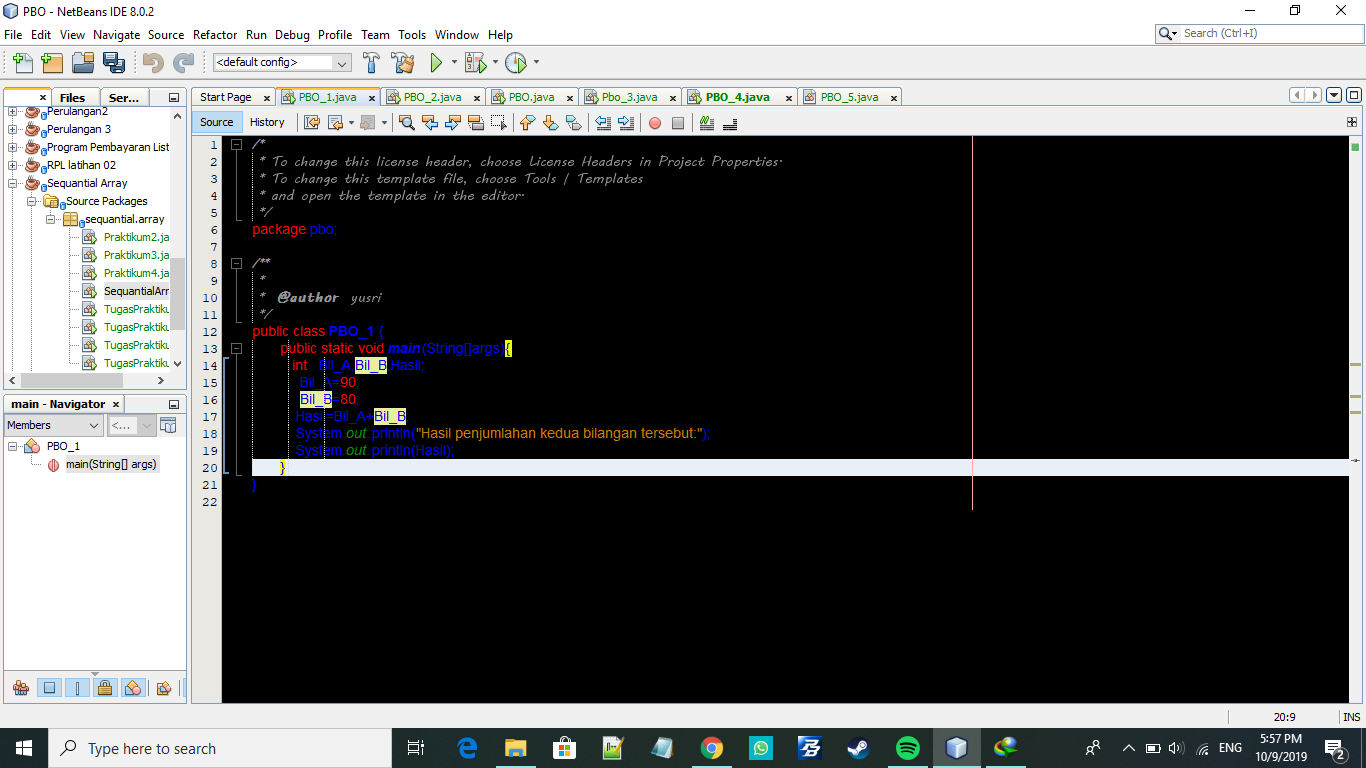 PBO - NetBeans IDE 8.0.2
File Edit View Navigate Source Refactor Run Debug Profile Team Tools Window Help
Search (Ctrl+I)
<default config>
Files Ser...
Start Page PBO_1.java PBO_2.java PBO.java Pbo_3.java PBO_4.java PBO_5.java
Source History
Perulangan2
Perulangan 3
Program Pembayaran List
RPL latihan 02
Sequantial Array
Source Packages
sequantial.array
Praktikum2.ja
Praktikum3.ja
Praktikum4.ja
SequantialArr
TugasPraktiku
TugasPraktiku
TugasPraktiku
TugasPraktiku
main - Navigator
Members <...
PBO_1
main(String[] args)
1 /*
2 * To change this license header, choose License Headers in Project Properties.
3 * To change this template file, choose Tools | Templates
4 * and open the template in the editor.
5 */
6 package pbo;
7
8 /**
9 *
10 * @author yusri
11 */
12 public class PBO_1 {
13 public static void main(String[]args){
14 int Bil_A,Bil_B,Hasil;
15 Bil_A=90;
16 Bil_B=80;
17 Hasil=Bil_A+Bil_B;
18 System.out.println("Hasil penjumlahan kedua bilangan tersebut:");
19 System.out.println(Hasil);
20 }
21 }
22
20:9 INS
Type here to search
ENG
5:57 PM
10/9/2019
2